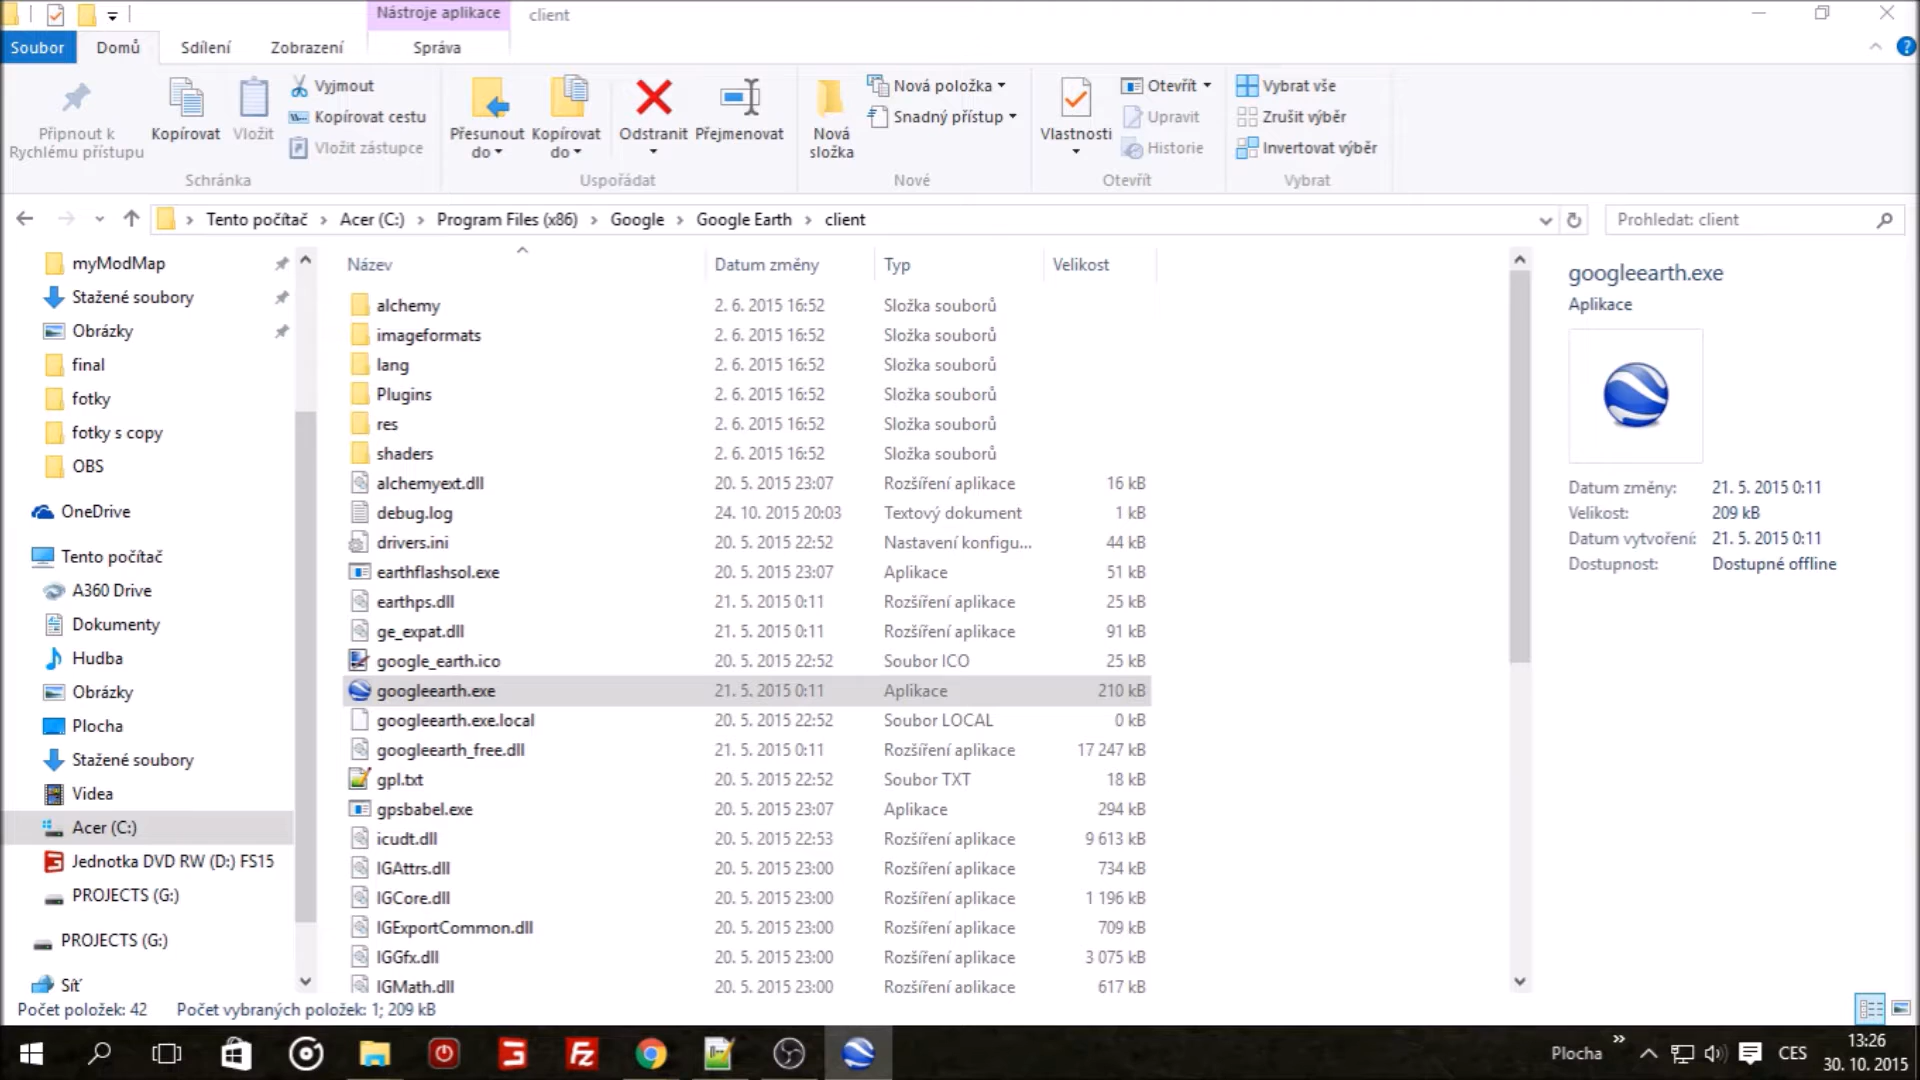 Nástroje aplikace
client
Soubor
Domů
Sdílení
Zobrazení
Správa
Připnout k
Rychlému přístupu
Kopírovat
Vložit
Vyjmout
Kopírovat cestu
Vložit zástupce
Schránka
Přesunout
do
Kopírovat
do
Odstranit
Přejmenovat
Uspořádat
Nová
složka
Nová položka
Snadný přístup
Nové
Vlastnosti
Otevřít
Upravit
Historie
Otevřít
Vybrat vše
Zrušit výběr
Invertovat výběr
Vybrat
Tento počítač > Acer (C:) > Program Files (x86) > Google > Google Earth > client
Prohledat: client
myModMap
Stažené soubory
Obrázky
final
fotky
fotky s copy
OBS
OneDrive
Tento počítač
A360 Drive
Dokumenty
Hudba
Obrázky
Plocha
Stažené soubory
Videa
Acer (C:)
Jednotka DVD RW (D:) FS15
PROJECTS (G:)
PROJECTS (G:)
Síť
Název Datum změny Typ Velikost
alchemy 2. 6. 2015 16:52 Složka souborů
imageformats 2. 6. 2015 16:52 Složka souborů
lang 2. 6. 2015 16:52 Složka souborů
Plugins 2. 6. 2015 16:52 Složka souborů
res 2. 6. 2015 16:52 Složka souborů
shaders 2. 6. 2015 16:52 Složka souborů
alchemyext.dll 20. 5. 2015 23:07 Rozšíření aplikace 16 kB
debug.log 24. 10. 2015 20:03 Textový dokument 1 kB
drivers.ini 20. 5. 2015 22:52 Nastavení konfigu... 44 kB
earthflashsol.exe 20. 5. 2015 23:07 Aplikace 51 kB
earthps.dll 21. 5. 2015 0:11 Rozšíření aplikace 25 kB
ge_expat.dll 21. 5. 2015 0:11 Rozšíření aplikace 91 kB
google_earth.ico 20. 5. 2015 22:52 Soubor ICO 25 kB
googleearth.exe 21. 5. 2015 0:11 Aplikace 210 kB
googleearth.exe.local 20. 5. 2015 22:52 Soubor LOCAL 0 kB
googleearth_free.dll 21. 5. 2015 0:11 Rozšíření aplikace 17 247 kB
gpl.txt 20. 5. 2015 22:52 Soubor TXT 18 kB
gpsbabel.exe 20. 5. 2015 23:07 Aplikace 294 kB
icudt.dll 20. 5. 2015 22:53 Rozšíření aplikace 9 613 kB
IGAttrs.dll 20. 5. 2015 23:00 Rozšíření aplikace 734 kB
IGCore.dll 20. 5. 2015 23:00 Rozšíření aplikace 1 196 kB
IGExportCommon.dll 20. 5. 2015 23:00 Rozšíření aplikace 709 kB
IGGfx.dll 20. 5. 2015 23:00 Rozšíření aplikace 3 075 kB
IGMath.dll 20. 5. 2015 23:00 Rozšíření aplikace 617 kB
googleearth.exe
Aplikace
Datum změny: 21. 5. 2015 0:11
Velikost: 209 kB
Datum vytvoření: 21. 5. 2015 0:11
Dostupnost: Dostupné offline
Počet položek: 42 Počet vybraných položek: 1; 209 kB
Plocha
CES
13:26
30. 10. 2015